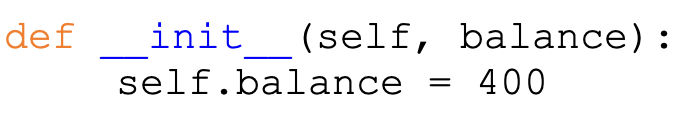 def __init__(self, balance):
    self.balance = 400